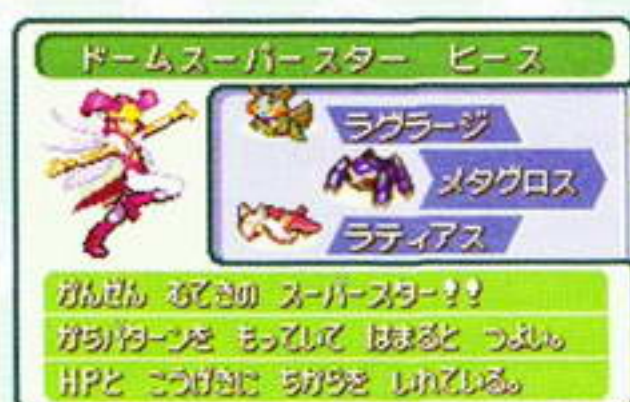 ドームスーパースター ヒース
ラグラージ
メタグロス
ラティアス
かんぜん むてきの スーパースター!!
かちパターンを もっていて はまると つよい。
HPと こうげきに ちからを いれている。